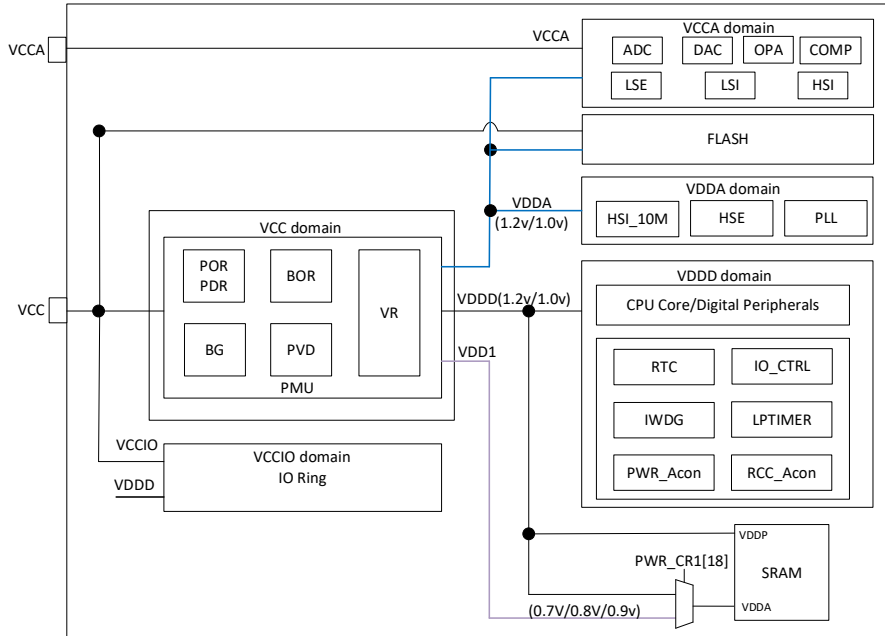 VCCA
VCCA
VCCA domain
ADC
DAC
OPA
COMP
LSE
LSI
HSI
FLASH
VDDA
(1.2v/1.0v)
VDDA domain
HSI_10M
HSE
PLL
VCC domain
POR
PDR
BOR
VR
BG
PVD
PMU
VCC
VDDD(1.2v/1.0v)
VDD1
VDDD domain
CPU Core/Digital Peripherals
RTC
IO_CTRL
IWDG
LPTIMER
PWR_Acon
RCC_Acon
VCCIO
VCCIO domain
IO Ring
VDDD
PWR_CR1[18]
(0.7V/0.8V/0.9v)
VDDP
SRAM
VDDA